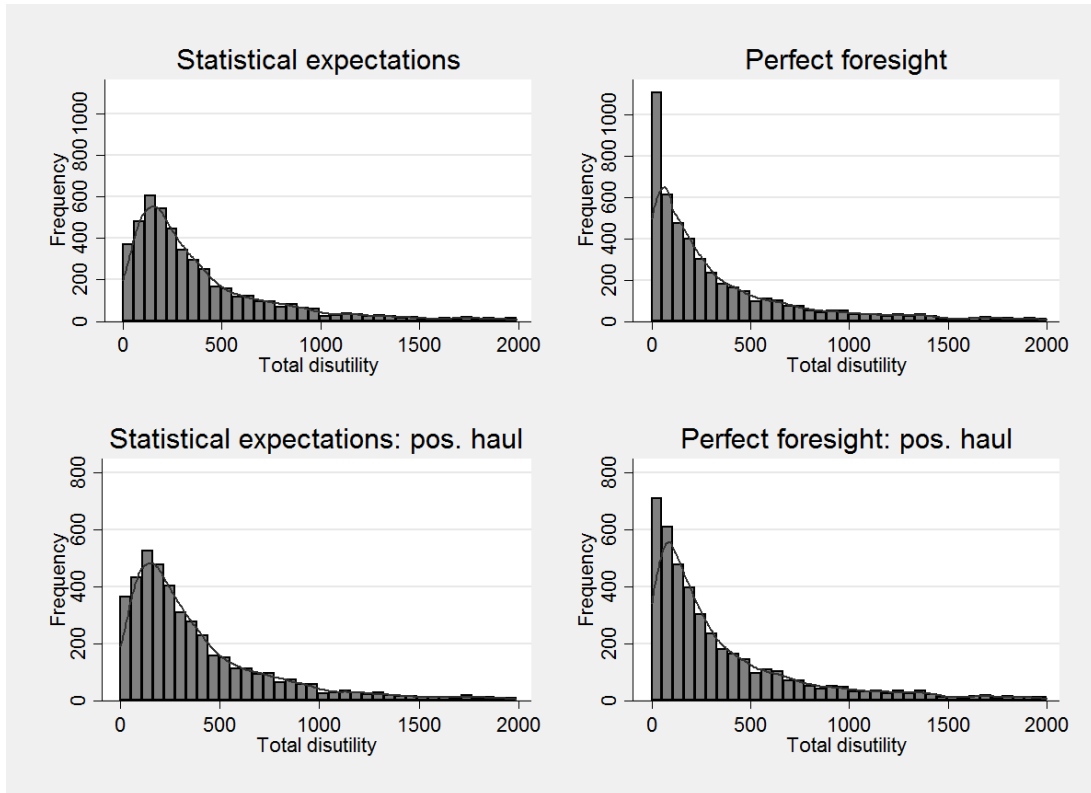 Statistical expectations
Frequency
0 200 400 600 800 1000
0 500 1000 1500 2000
Total disutility
Perfect foresight
Frequency
0 200 400 600 800 1000
0 500 1000 1500 2000
Total disutility
Statistical expectations: pos. haul
Frequency
0 200 400 600 800
0 500 1000 1500 2000
Total disutility
Perfect foresight: pos. haul
Frequency
0 200 400 600 800
0 500 1000 1500 2000
Total disutility